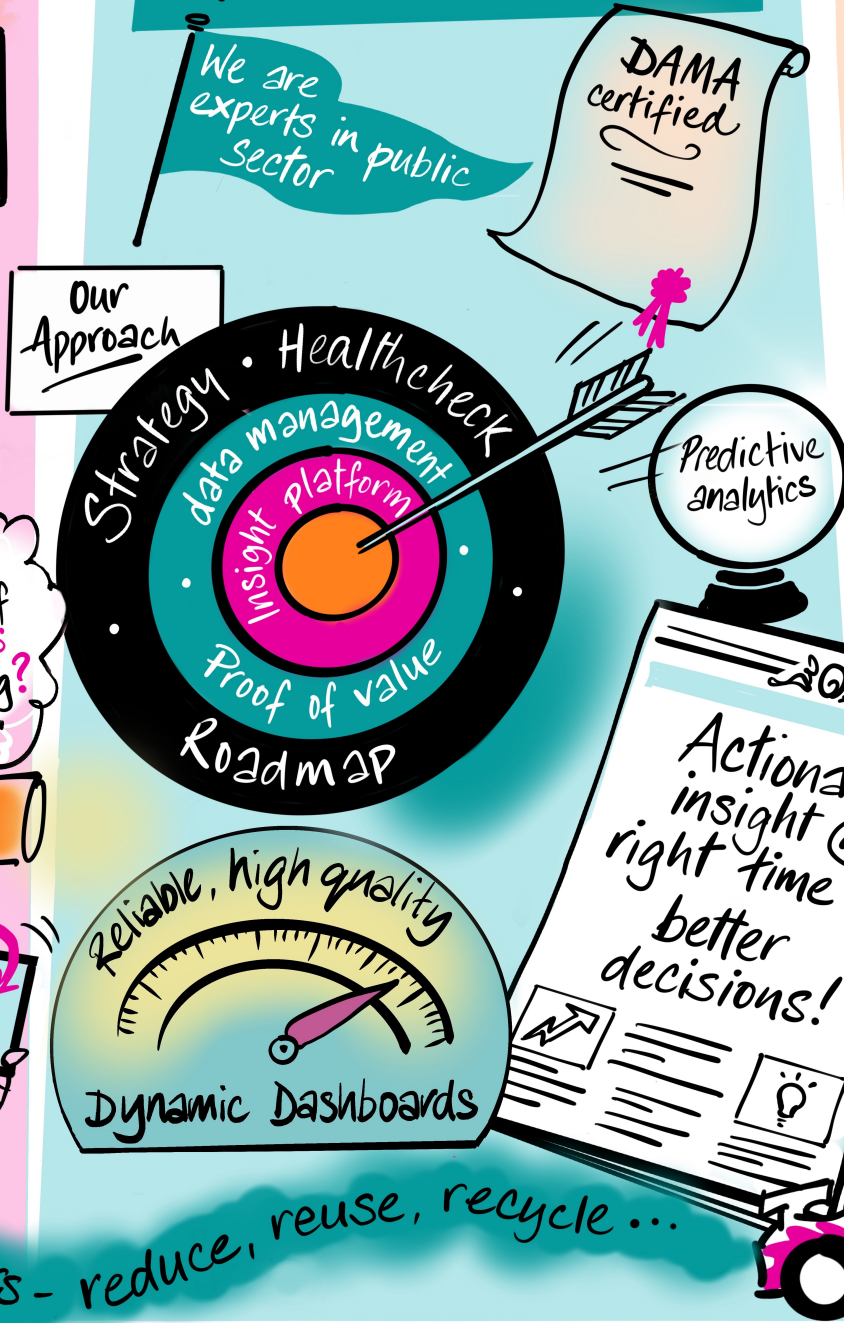 We are
experts in public
sector
DAMA
certified
Our
Approach
Strategy • Healthcheck
data management
Insight platform
Proof of value
Roadmap
Predictive
analytics
insight
right time
better
decisions!
Reliable, high quality
Dynamic Dashboards
- reduce, reuse, recycle ...